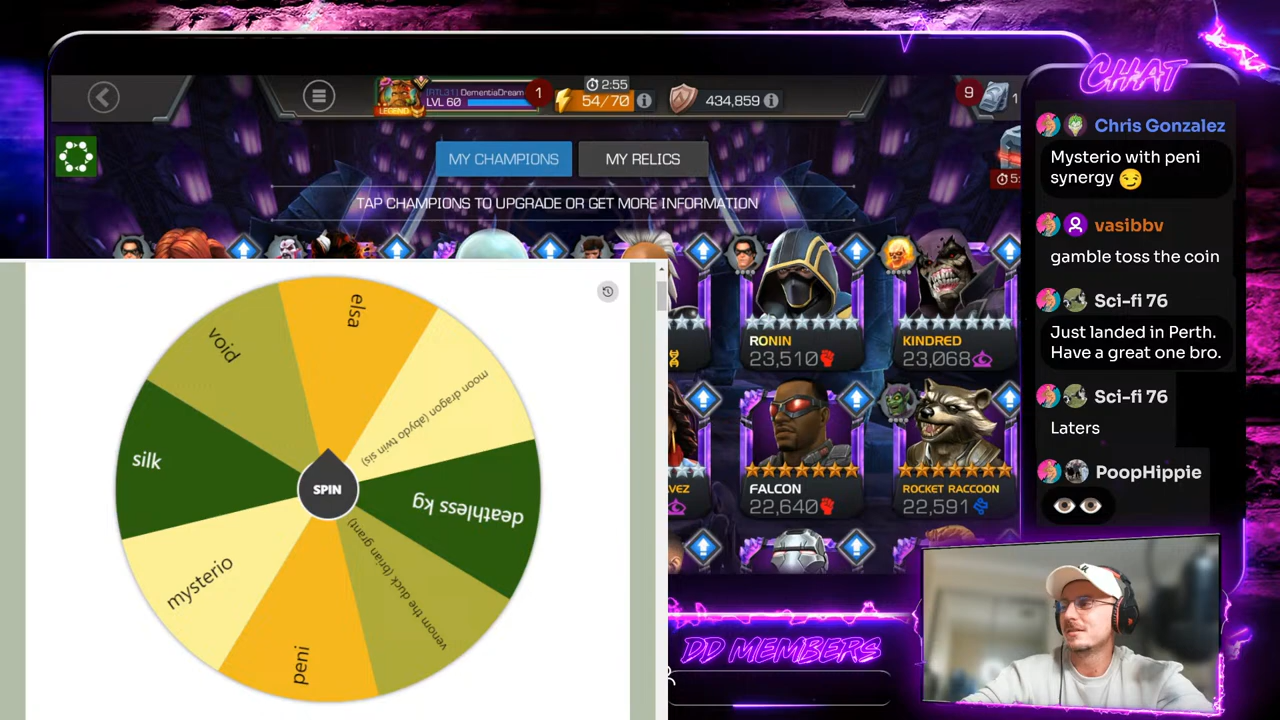 [RTL31] DementiaDream
LEGEND
LVL 60
1
2:55
54/70
434,859
9
1
MY CHAMPIONS
MY RELICS
TAP CHAMPIONS TO UPGRADE OR GET MORE INFORMATION
RONIN
23,510
KINDRED
23,068
FALCON
22,640
ROCKET RACCOON
22,591
elsa
moon dragon (abydo twin sis)
deathless kg
venom the duck (brian grant)
peni
mysterio
silk
void
SPIN
CHAT
Chris Gonzalez
Mysterio with peni
synergy
vasibbv
gamble toss the coin
Sci-fi 76
Just landed in Perth.
Have a great one bro.
Sci-fi 76
Laters
PoopHippie
DD MEMBERS